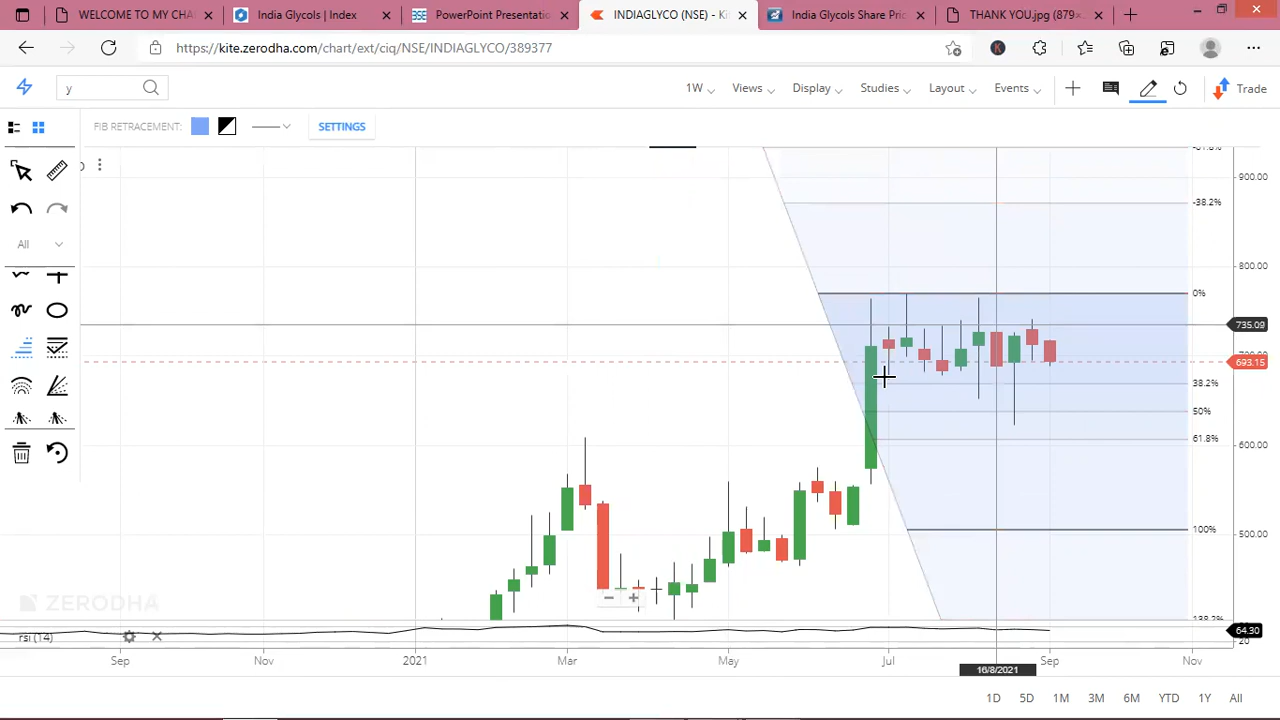 WELCOME TO MY CHA
India Glycols | Index
PowerPoint Presentatio
INDIAGLYCO (NSE) - Ki
India Glycols Share Pric
THANK YOU.jpg (879×
https://kite.zerodha.com/chart/ext/ciq/NSE/INDIAGLYCO/389377
y
1W
Views
Display
Studies
Layout
Events
Trade
FIB RETRACEMENT:
SETTINGS
All
900.00
-38.2%
800.00
0%
735.09
693.15
38.2%
50%
61.8%
600.00
100%
500.00
ZERODHA
rsi (14)
64.30
20
Sep
Nov
2021
Mar
May
Jul
Sep
Nov
16/8/2021
1D
5D
1M
3M
6M
YTD
1Y
All